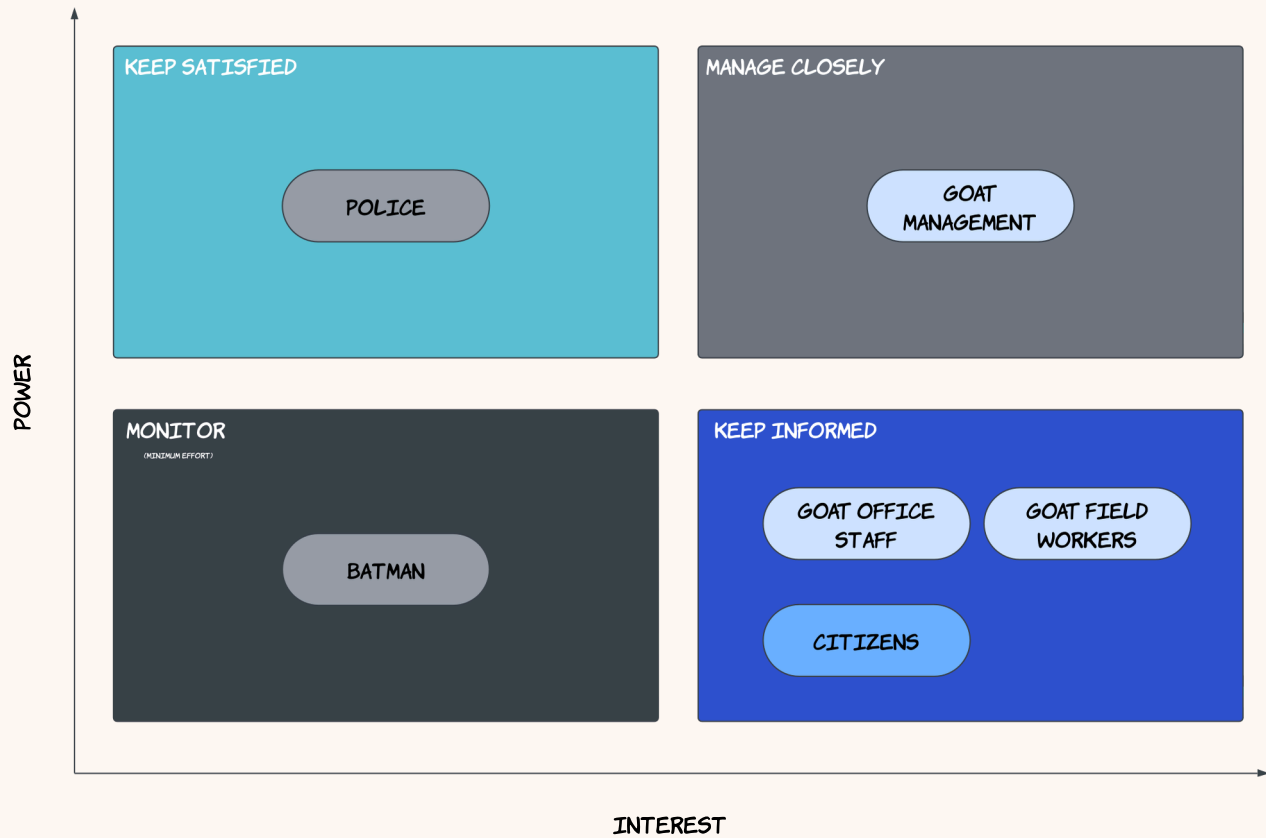 KEEP SATISFIED
MANAGE CLOSELY
POLICE
GOAT
MANAGEMENT
POWER
MONITOR
(MINIMUM EFFORT)
KEEP INFORMED
GOAT OFFICE
STAFF
GOAT FIELD
WORKERS
BATMAN
CITIZENS
INTEREST